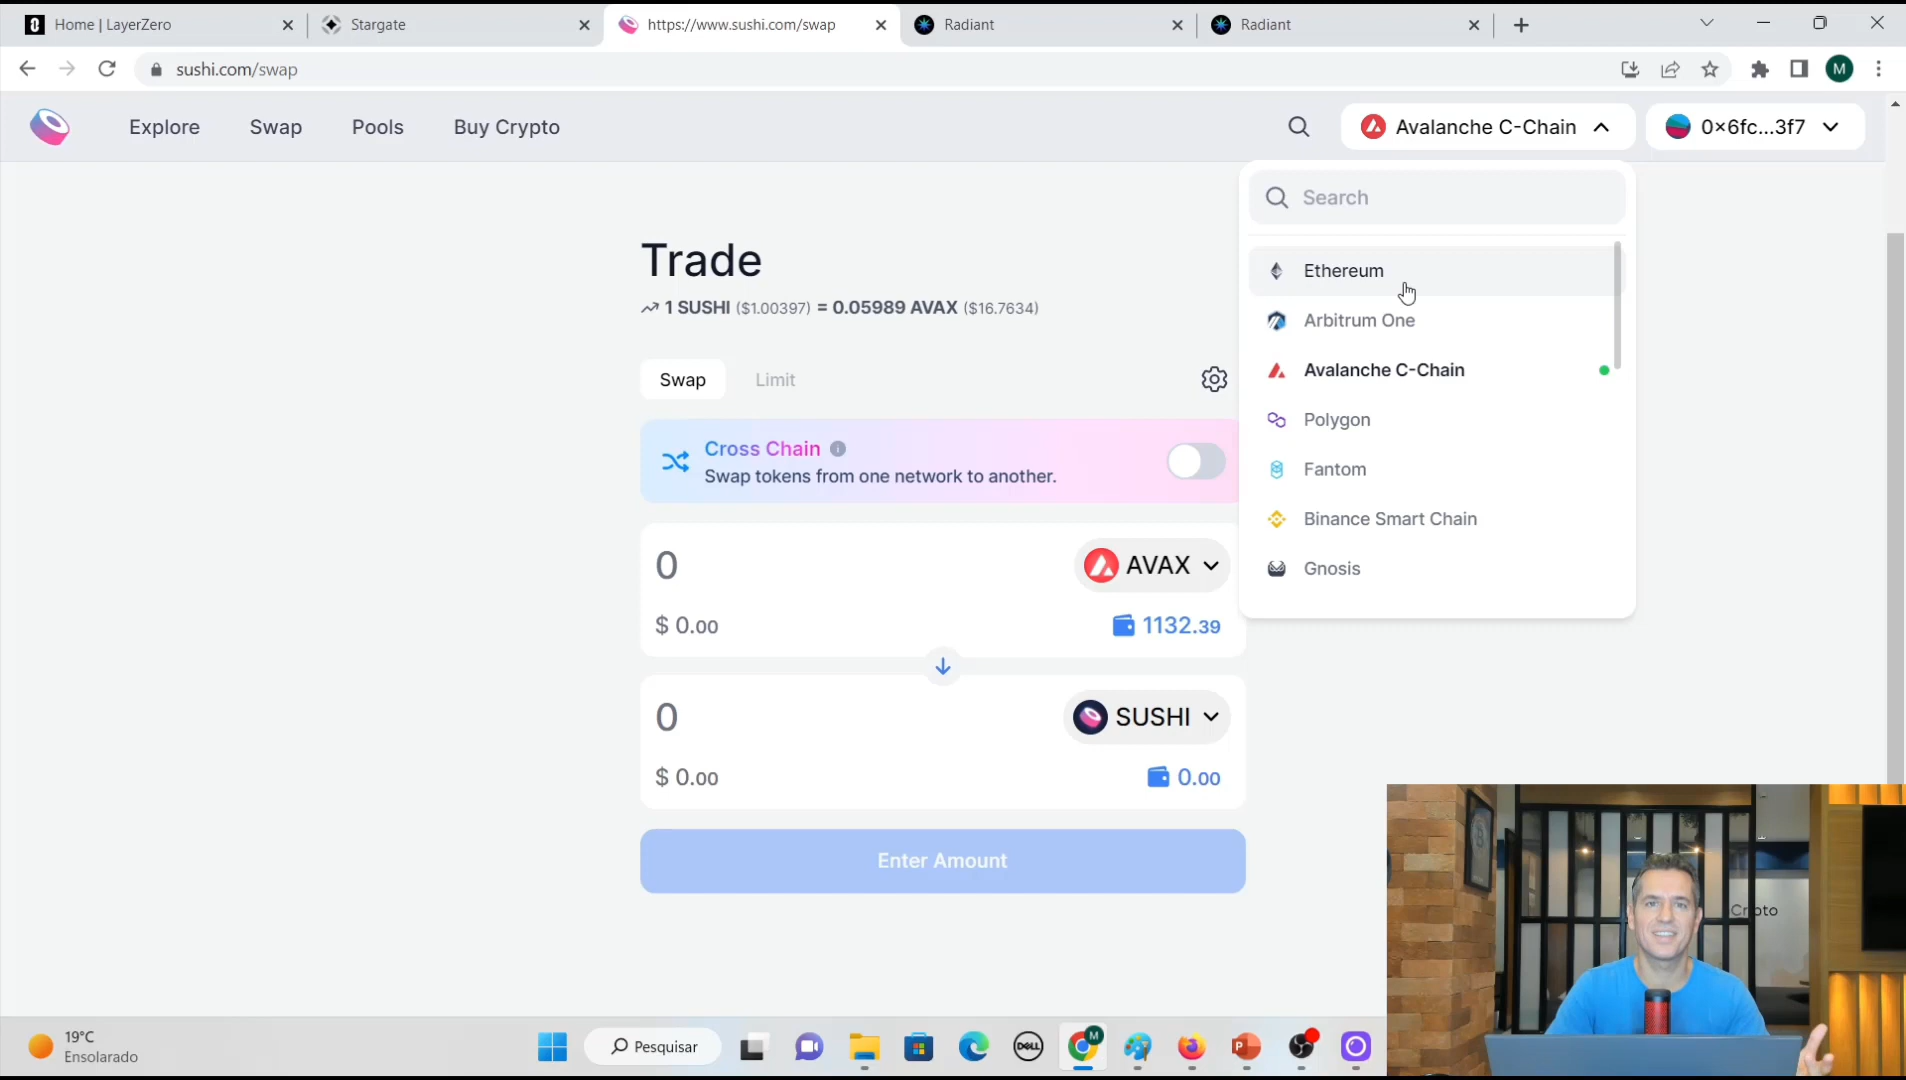 Home | LayerZero
Stargate
https://www.sushi.com/swap
Radiant
Radiant
sushi.com/swap
M
Explore
Swap
Pools
Buy Crypto
Avalanche C-Chain
0x6fc...3f7
Search
Ethereum
Arbitrum One
Avalanche C-Chain
Polygon
Fantom
Binance Smart Chain
Gnosis
Trade
1 SUSHI ($1.00397) = 0.05989 AVAX ($16.7634)
Swap
Limit
Cross Chain
Swap tokens from one network to another.
0
AVAX
$ 0.00
1132.39
0
SUSHI
$ 0.00
0.00
Enter Amount
Cripto
19°C
Ensolarado
Pesquisar
DELL
M
P